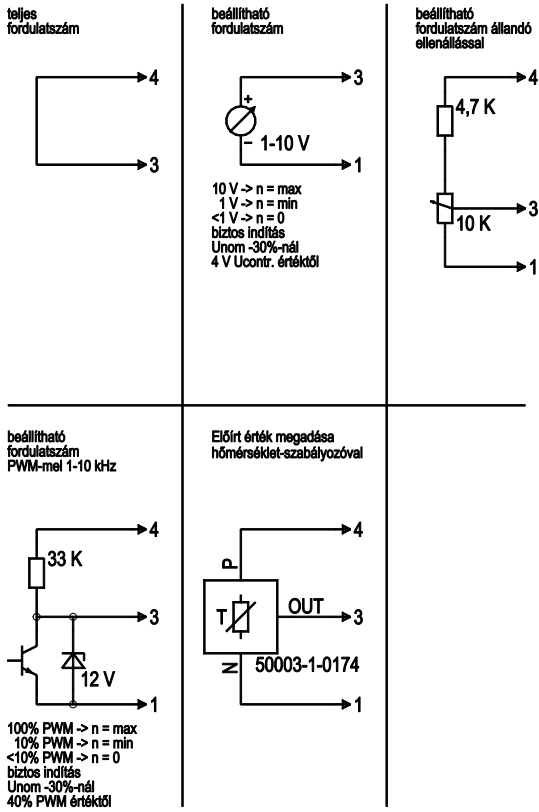 teljes
fordulatszám
4
3
beállítható
fordulatszám
3
+
− 1-10 V
1
10 V -> n = max
1 V -> n = min
<1 V -> n = 0
biztos indítás
Unom -30%-nál
4 V Ucontr. értéktől
beállítható
fordulatszám állandó
ellenállással
4
4,7 K
3
10 K
1
beállítható
fordulatszám
PWM-mel 1-10 kHz
4
33 K
3
12 V
1
100% PWM -> n = max
10% PWM -> n = min
<10% PWM -> n = 0
biztos indítás
Unom -30%-nál
40% PWM értéktől
Előírt érték megadása
hőmérséklet-szabályozóval
4
P
T
OUT
3
N
50003-1-0174
1